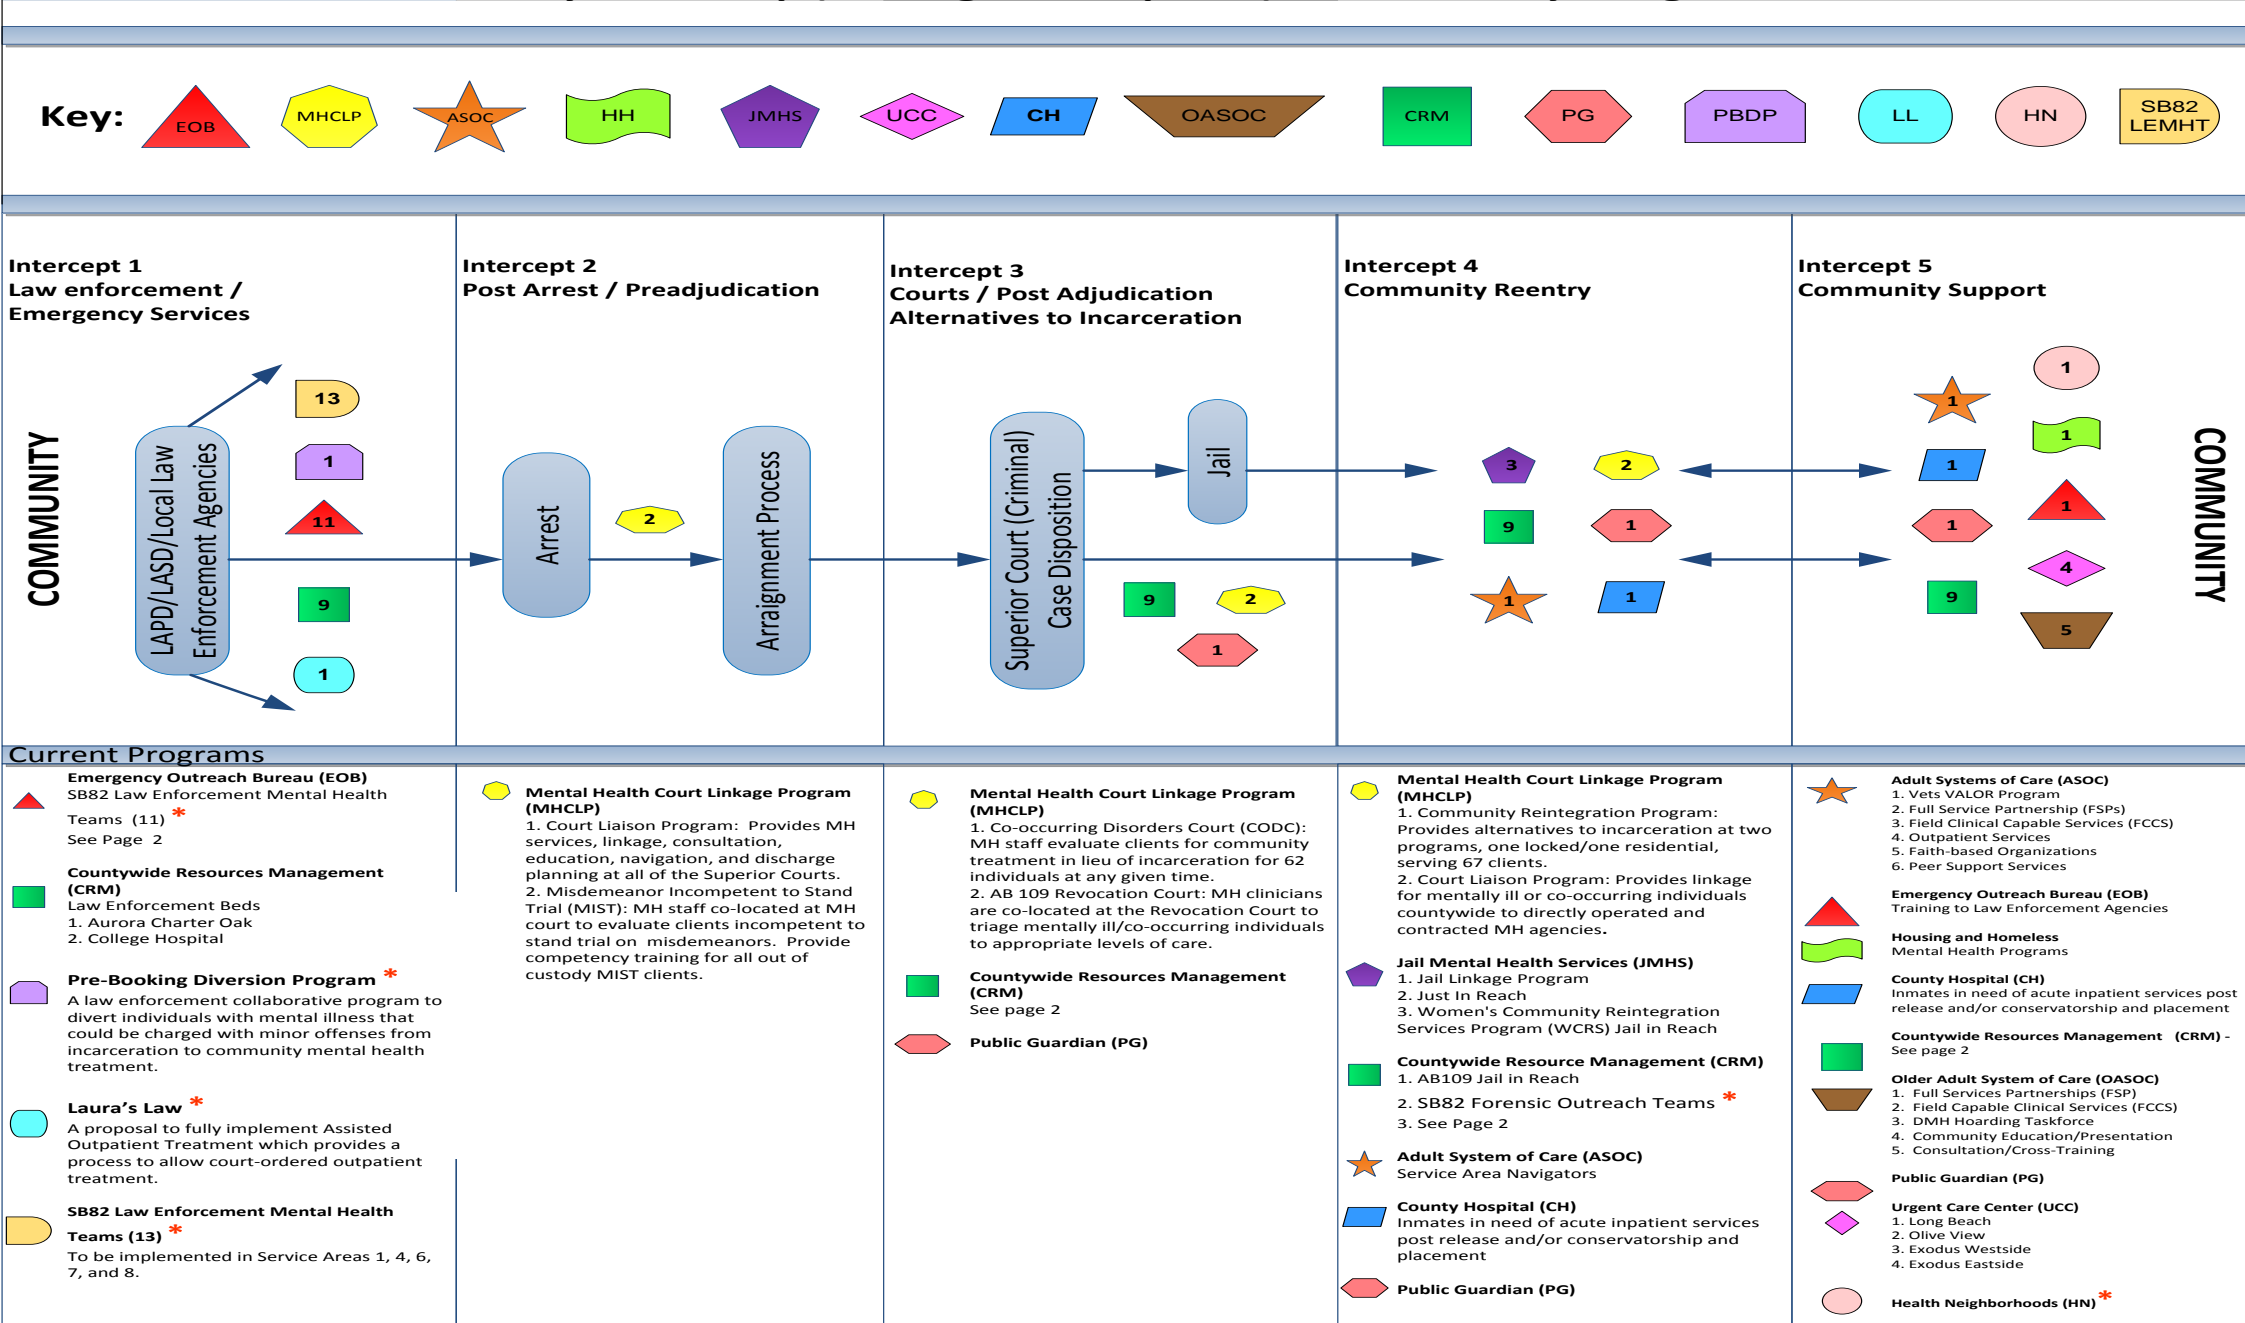 Key:
EOB
MHCLP
ASOC
HH
JMHS
UCC
CH
OASOC
CRM
PG
PBDP
LL
HN
SB82
LEMHT
Intercept 1
Law enforcement /
Emergency Services
COMMUNITY
LAPD/LASD/Local Law
Enforcement Agencies
13
1
11
9
1
Intercept 2
Post Arrest / Preadjudication
Arrest
2
Arraignment Process
Intercept 3
Courts / Post Adjudication
Alternatives to Incarceration
Superior Court (Criminal)
Case Disposition
Jail
9
2
1
Intercept 4
Community Reentry
3
2
9
1
1
1
Intercept 5
Community Support
1
1
1
1
1
1
4
9
5
COMMUNITY
Current Programs
Emergency Outreach Bureau (EOB)
SB82 Law Enforcement Mental Health
Teams (11) *
See Page 2
Countywide Resources Management
(CRM)
Law Enforcement Beds
1. Aurora Charter Oak
2. College Hospital
Pre-Booking Diversion Program *
A law enforcement collaborative program to
divert individuals with mental illness that
could be charged with minor offenses from
incarceration to community mental health
treatment.
Laura's Law *
A proposal to fully implement Assisted
Outpatient Treatment which provides a
process to allow court-ordered outpatient
treatment.
SB82 Law Enforcement Mental Health
Teams (13) *
To be implemented in Service Areas 1, 4, 6,
7, and 8.
Mental Health Court Linkage Program
(MHCLP)
1. Court Liaison Program: Provides MH
services, linkage, consultation,
education, navigation, and discharge
planning at all of the Superior Courts.
2. Misdemeanor Incompetent to Stand
Trial (MIST): MH staff co-located at MH
court to evaluate clients incompetent to
stand trial on misdemeanors. Provide
competency training for all out of
custody MIST clients.
Mental Health Court Linkage Program
(MHCLP)
1. Co-occurring Disorders Court (CODC):
MH staff evaluate clients for community
treatment in lieu of incarceration for 62
individuals at any given time.
2. AB 109 Revocation Court: MH clinicians
are co-located at the Revocation Court to
triage mentally ill/co-occurring individuals
to appropriate levels of care.
Countywide Resources Management
(CRM)
See page 2
Public Guardian (PG)
Mental Health Court Linkage Program
(MHCLP)
1. Community Reintegration Program:
Provides alternatives to incarceration at two
programs, one locked/one residential,
serving 67 clients.
2. Court Liaison Program: Provides linkage
for mentally ill or co-occurring individuals
countywide to directly operated and
contracted MH agencies.
Jail Mental Health Services (JMHS)
1. Jail Linkage Program
2. Just In Reach
3. Women's Community Reintegration
Services Program (WCRS) Jail in Reach
Countywide Resource Management (CRM)
1. AB109 Jail in Reach
2. SB82 Forensic Outreach Teams *
3. See Page 2
Adult System of Care (ASOC)
Service Area Navigators
County Hospital (CH)
Inmates in need of acute inpatient services
post release and/or conservatorship and
placement
Public Guardian (PG)
Adult Systems of Care (ASOC)
1. Vets VALOR Program
2. Full Service Partnership (FSPs)
3. Field Clinical Capable Services (FCCS)
4. Outpatient Services
5. Faith-based Organizations
6. Peer Support Services
Emergency Outreach Bureau (EOB)
Training to Law Enforcement Agencies
Housing and Homeless
Mental Health Programs
County Hospital (CH)
Inmates in need of acute inpatient services post
release and/or conservatorship and placement
Countywide Resources Management (CRM) -
See page 2
Older Adult System of Care (OASOC)
1. Full Services Partnerships (FSP)
2. Field Capable Clinical Services (FCCS)
3. DMH Hoarding Taskforce
4. Community Education/Presentation
5. Consultation/Cross-Training
Public Guardian (PG)
Urgent Care Center (UCC)
1. Long Beach
2. Olive View
3. Exodus Westside
4. Exodus Eastside
Health Neighborhoods (HN) *